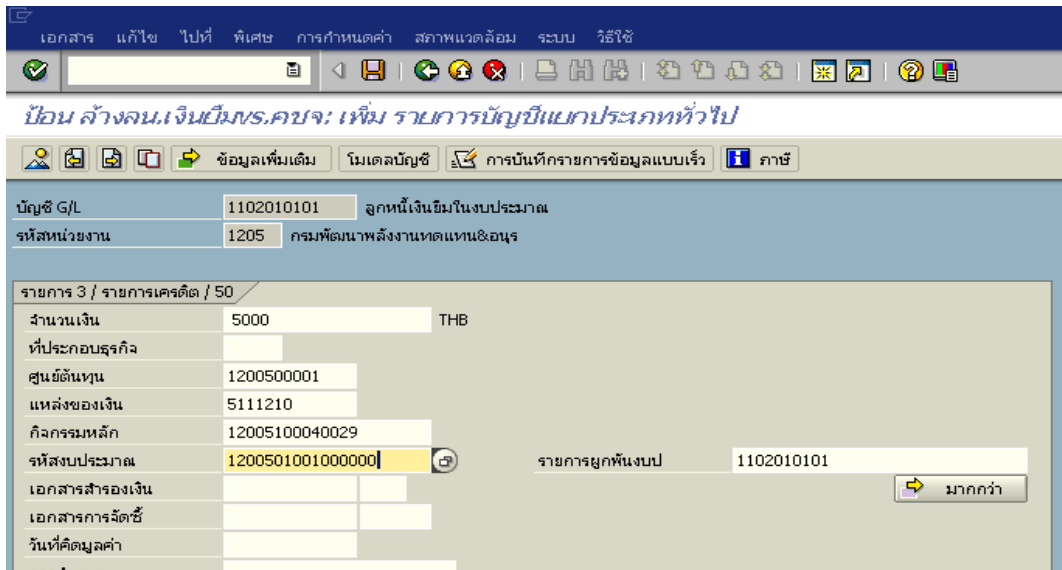 เอกสาร แก้ไข ไปที่ พิเศษ การกำหนดค่า สภาพแวดล้อม ระบบ วิธีใช้
ป้อน ล้างลน.เงินยืมvs.คชจ: เพิ่ม รายการบัญชีแยกประเภททั่วไป
ข้อมูลเพิ่มเติม โมเดลบัญชี การบันทึกรายการข้อมูลแบบเร็ว ภาษี
บัญชี G/L 1102010101 ลูกหนี้เงินยืมในงบประมาณ
รหัสหน่วยงาน 1205 กรมพัฒนาพลังงานทดแทน&อนุร
รายการ 3 / รายการเครดิต / 50
จำนวนเงิน 5000 THB
ที่ประกอบธุรกิจ
ศูนย์ต้นทุน 1200500001
แหล่งของเงิน 5111210
กิจกรรมหลัก 12005100040029
รหัสงบประมาณ 1200501001000000 รายการผูกพันงบป 1102010101
เอกสารสำรองเงิน มากกว่า
เอกสารการจัดซื้
วันที่คิดมูลค่า